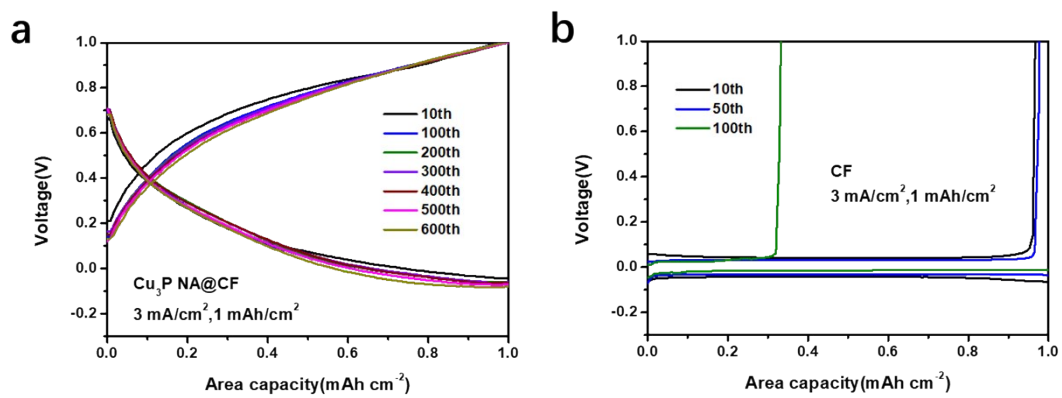 a
1.0
0.8
0.6
0.4
0.2
0.0
-0.2
Voltage(V)
10th
100th
200th
300th
400th
500th
600th
Cu₃P NA@CF
3 mA/cm²,1 mAh/cm²
0.0 0.2 0.4 0.6 0.8 1.0
Area capacity(mAh cm⁻²)
b
1.0
0.8
0.6
0.4
0.2
0.0
-0.2
Voltage(V)
10th
50th
100th
CF
3 mA/cm²,1 mAh/cm²
0.0 0.2 0.4 0.6 0.8 1.0
Area capacity(mAh cm⁻²)